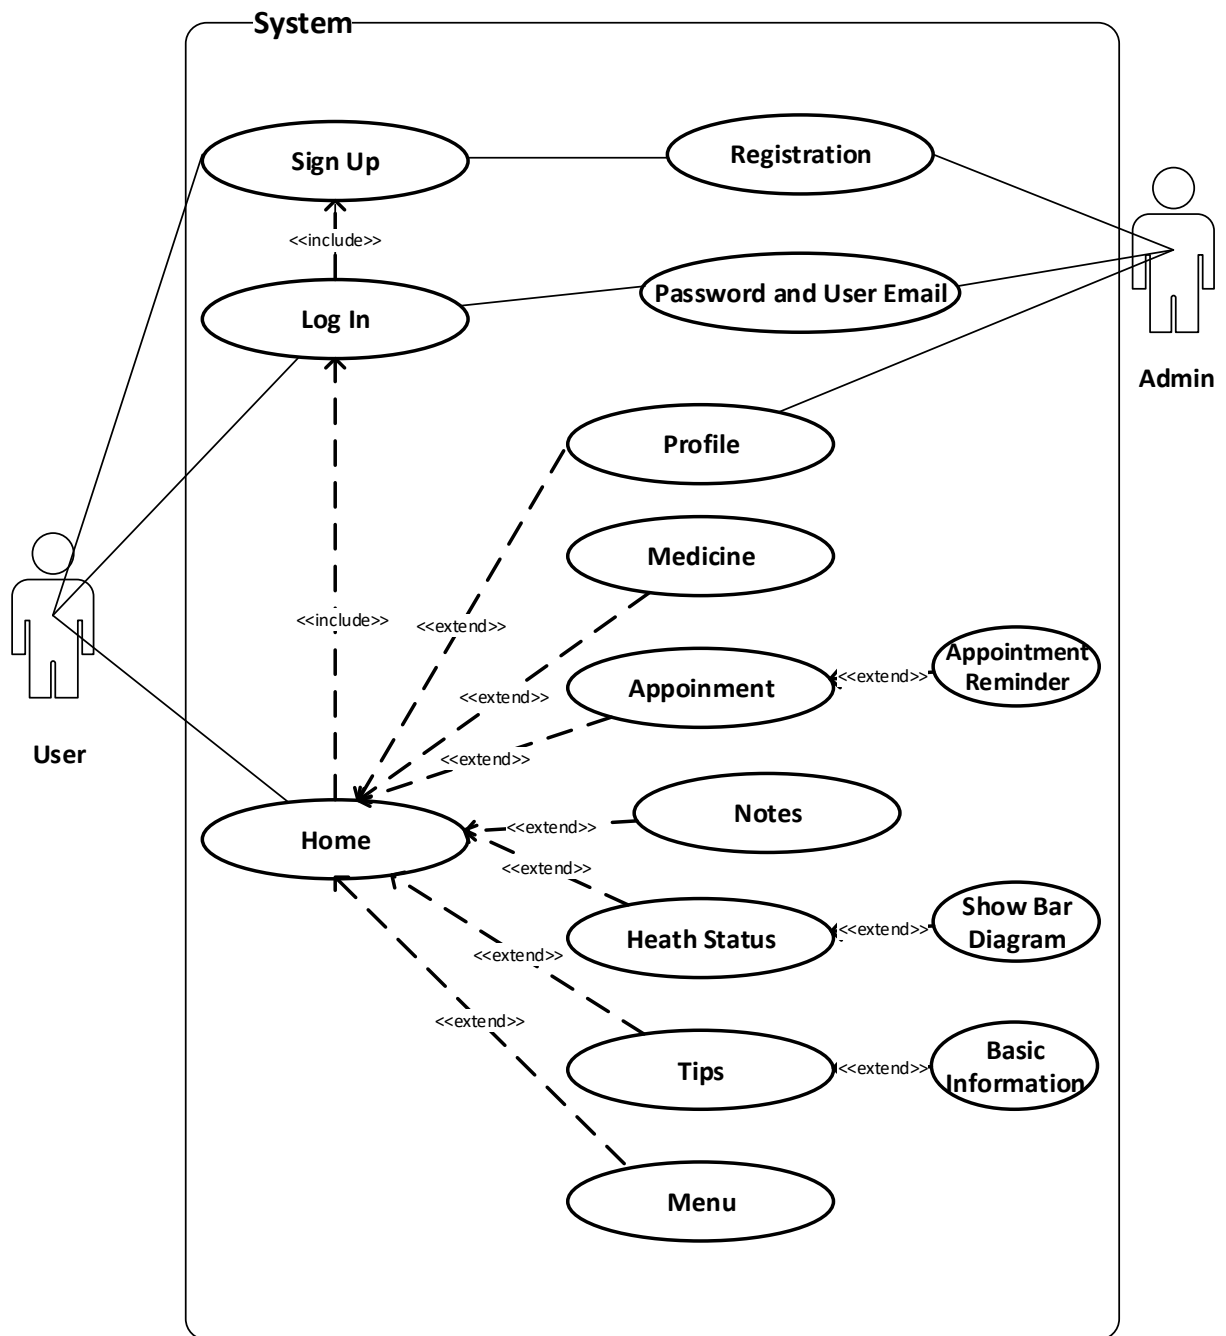 System
Sign Up
Registration
<<include>>
Log In
Password and User Email
Admin
Profile
Medicine
<<include>>
<<extend>>
Appoinment
<<extend>>
Appointment
Reminder
<<extend>>
<<extend>>
User
Home
<<extend>>
Notes
<<extend>>
Heath Status
<<extend>>
Show Bar
Diagram
<<extend>>
<<extend>>
Tips
<<extend>>
Basic
Information
Menu